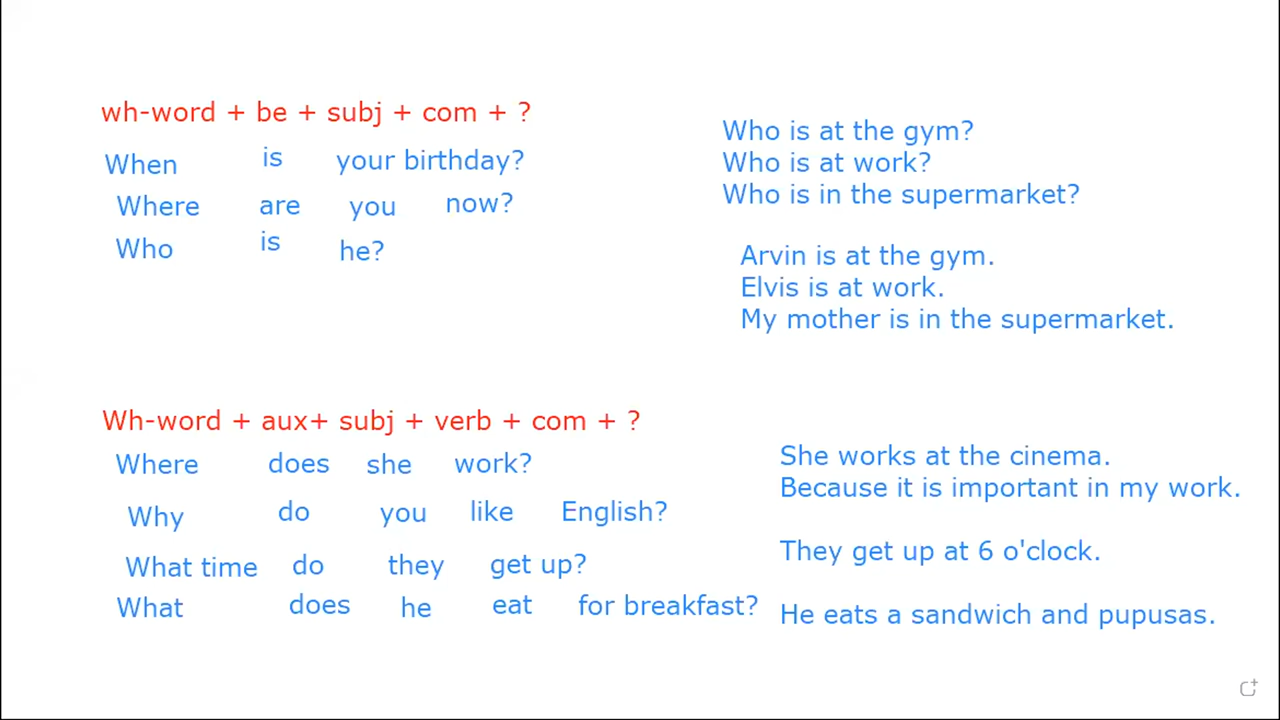 wh-word + be + subj + com + ?
When is your birthday?
Where are you now?
Who is he?
Who is at the gym?
Who is at work?
Who is in the supermarket?
Arvin is at the gym.
Elvis is at work.
My mother is in the supermarket.
Wh-word + aux+ subj + verb + com + ?
Where does she work?
Why do you like English?
What time do they get up?
What does he eat for breakfast?
She works at the cinema.
Because it is important in my work.
They get up at 6 o'clock.
He eats a sandwich and pupusas.